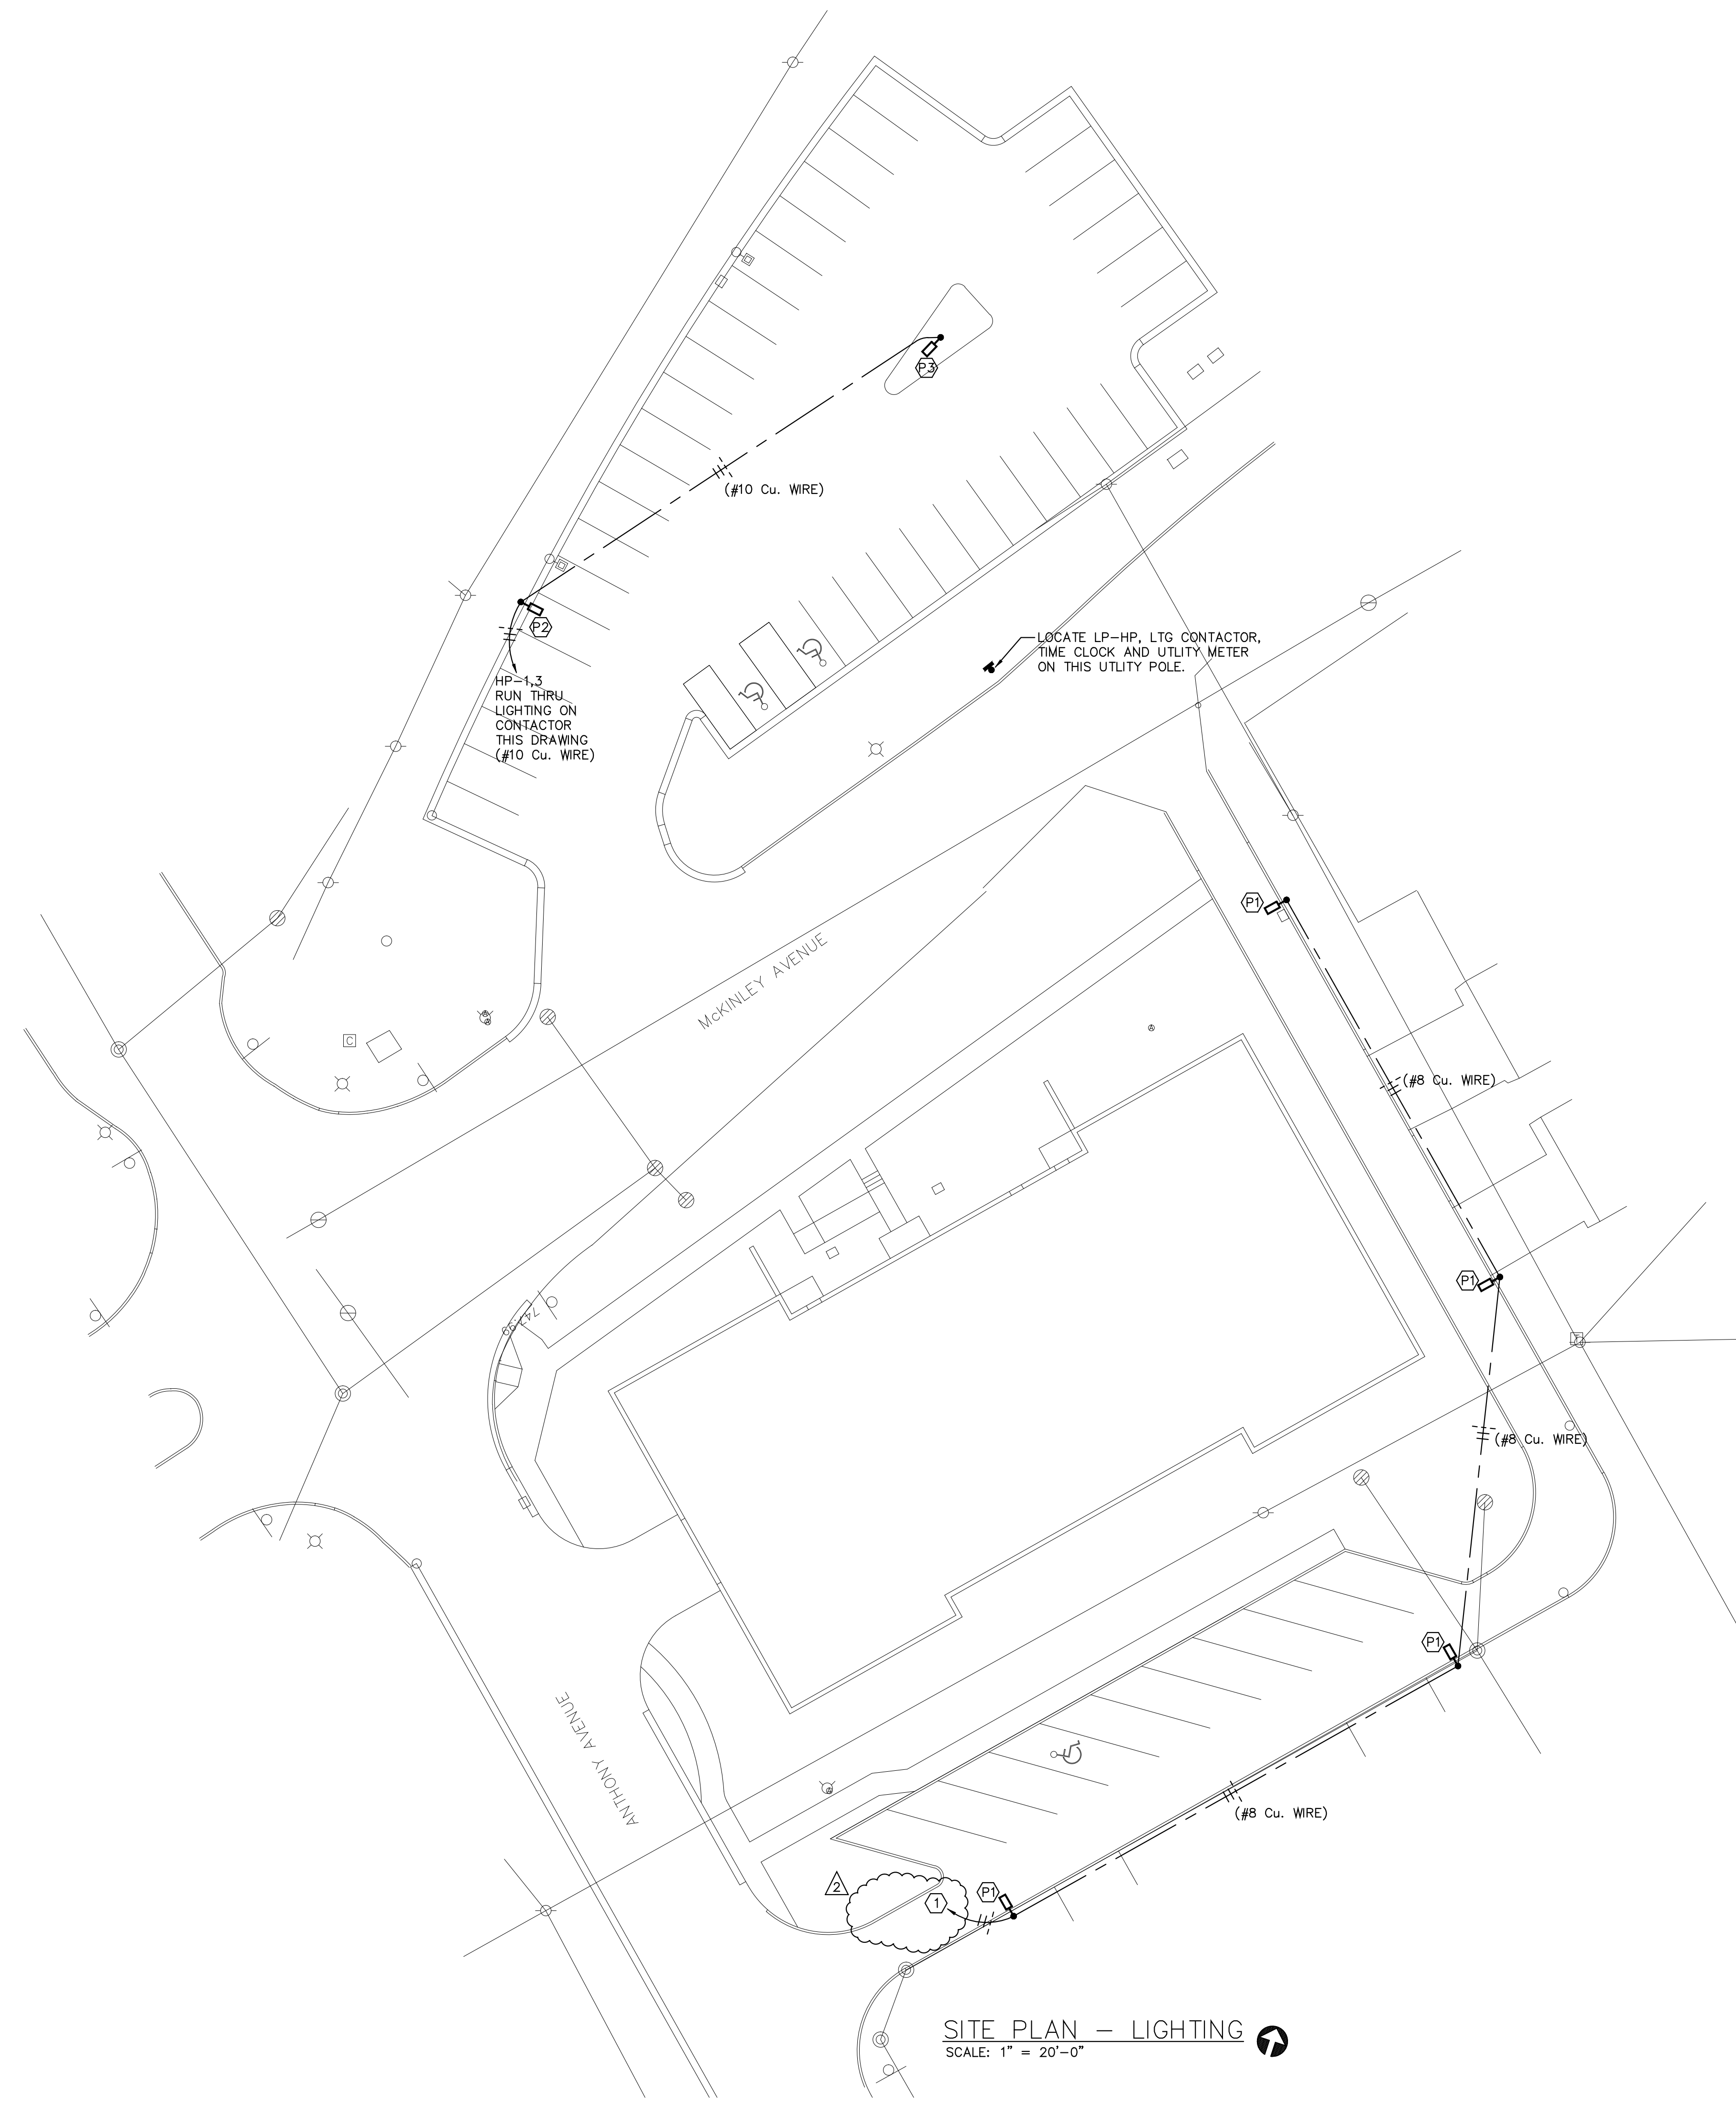 P3
(#10 Cu. WIRE)
P2
HP-1,3
RUN THRU
LIGHTING ON
CONTACTOR
THIS DRAWING
(#10 Cu. WIRE)
LOCATE LP-HP, LTG CONTACTOR,
TIME CLOCK AND UTLITY METER
ON THIS UTLITY POLE.
P1
McKINLEY AVENUE
C
(#8 Cu. WIRE)
P1
747.99
(#8 Cu. WIRE)
P1
ANTHONY AVENUE
(#8 Cu. WIRE)
2
1
P1
SITE PLAN - LIGHTING
SCALE: 1" = 20'-0"